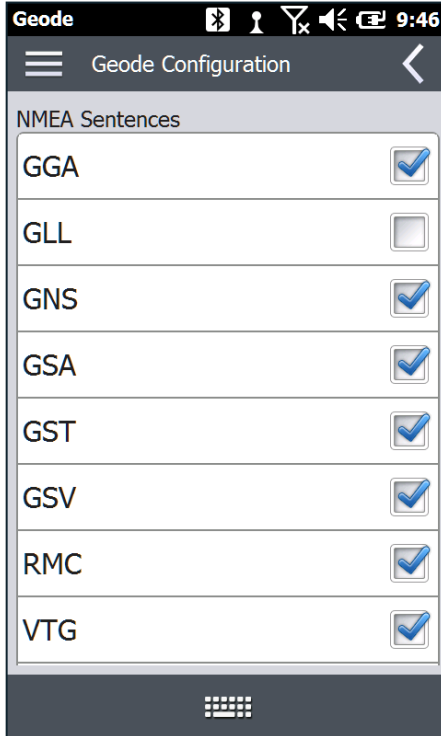 Geode 9:46
Geode Configuration
NMEA Sentences
GGA
GLL
GNS
GSA
GST
GSV
RMC
VTG